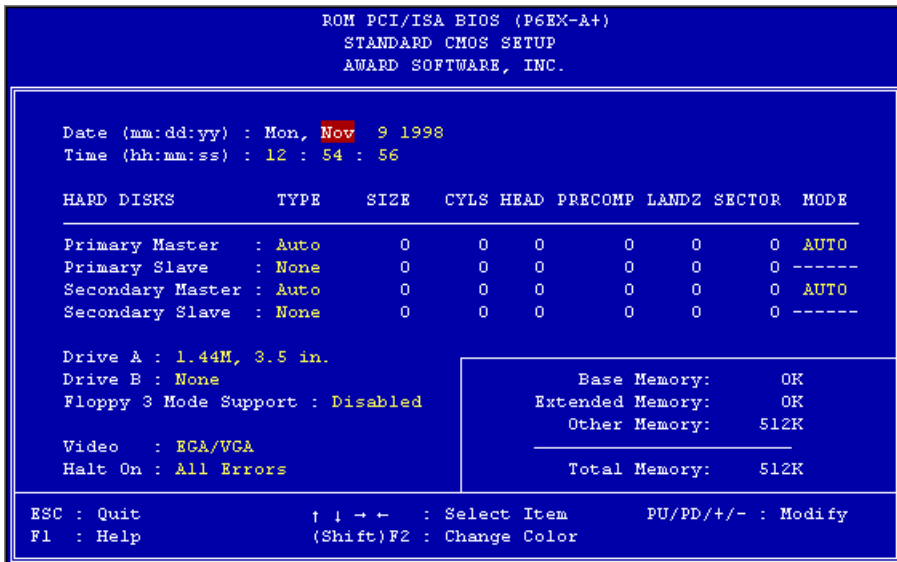 ROM PCI/ISA BIOS (P6EX-A+)
STANDARD CMOS SETUP
AWARD SOFTWARE, INC.
Date (mm:dd:yy) : Mon, Nov 9 1998
Time (hh:mm:ss) : 12 : 54 : 56
HARD DISKS TYPE SIZE CYLS HEAD PRECOMP LANDZ SECTOR MODE
Primary Master : Auto 0 0 0 0 0 0 AUTO
Primary Slave : None 0 0 0 0 0 0 ------
Secondary Master : Auto 0 0 0 0 0 0 AUTO
Secondary Slave : None 0 0 0 0 0 0 ------
Drive A : 1.44M, 3.5 in.
Drive B : None
Floppy 3 Mode Support : Disabled
Video : EGA/VGA
Halt On : All Errors
Base Memory: 0K
Extended Memory: 0K
Other Memory: 512K
Total Memory: 512K
ESC : Quit ↑ ↓ → ← : Select Item PU/PD/+/- : Modify
F1 : Help (Shift)F2 : Change Color